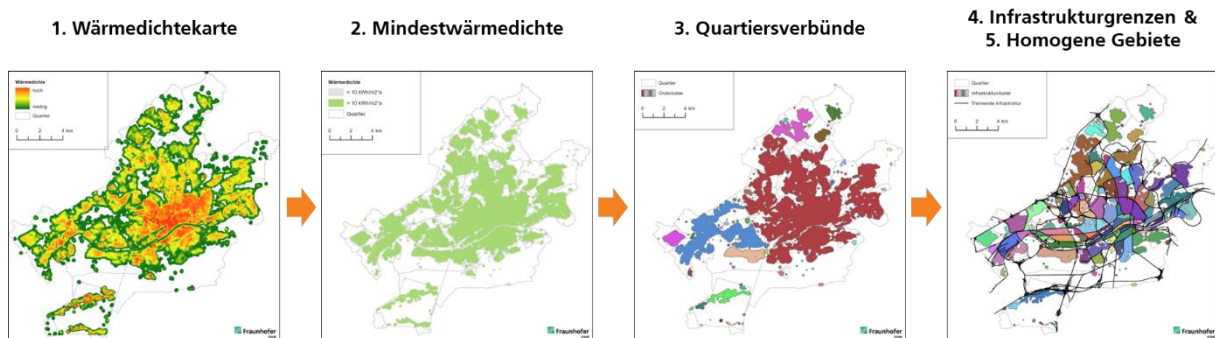 1. Wärmedichtekarte
Wärmedichte
hoch
niedrig
Quartier
0 2 4 km
Fraunhofer
2. Mindestwärmedichte
Wärmedichte
< 10 kWh/m2*a
> 10 kWh/m2*a
Quartier
0 2 4 km
Fraunhofer
3. Quartiersverbünde
Quartier
Grobcluster
0 2 4 km
Fraunhofer
4. Infrastrukturgrenzen &
5. Homogene Gebiete
Quartier
Infrastrukturcluster
Trennende Infrastruktur
0 2 4 km
Fraunhofer